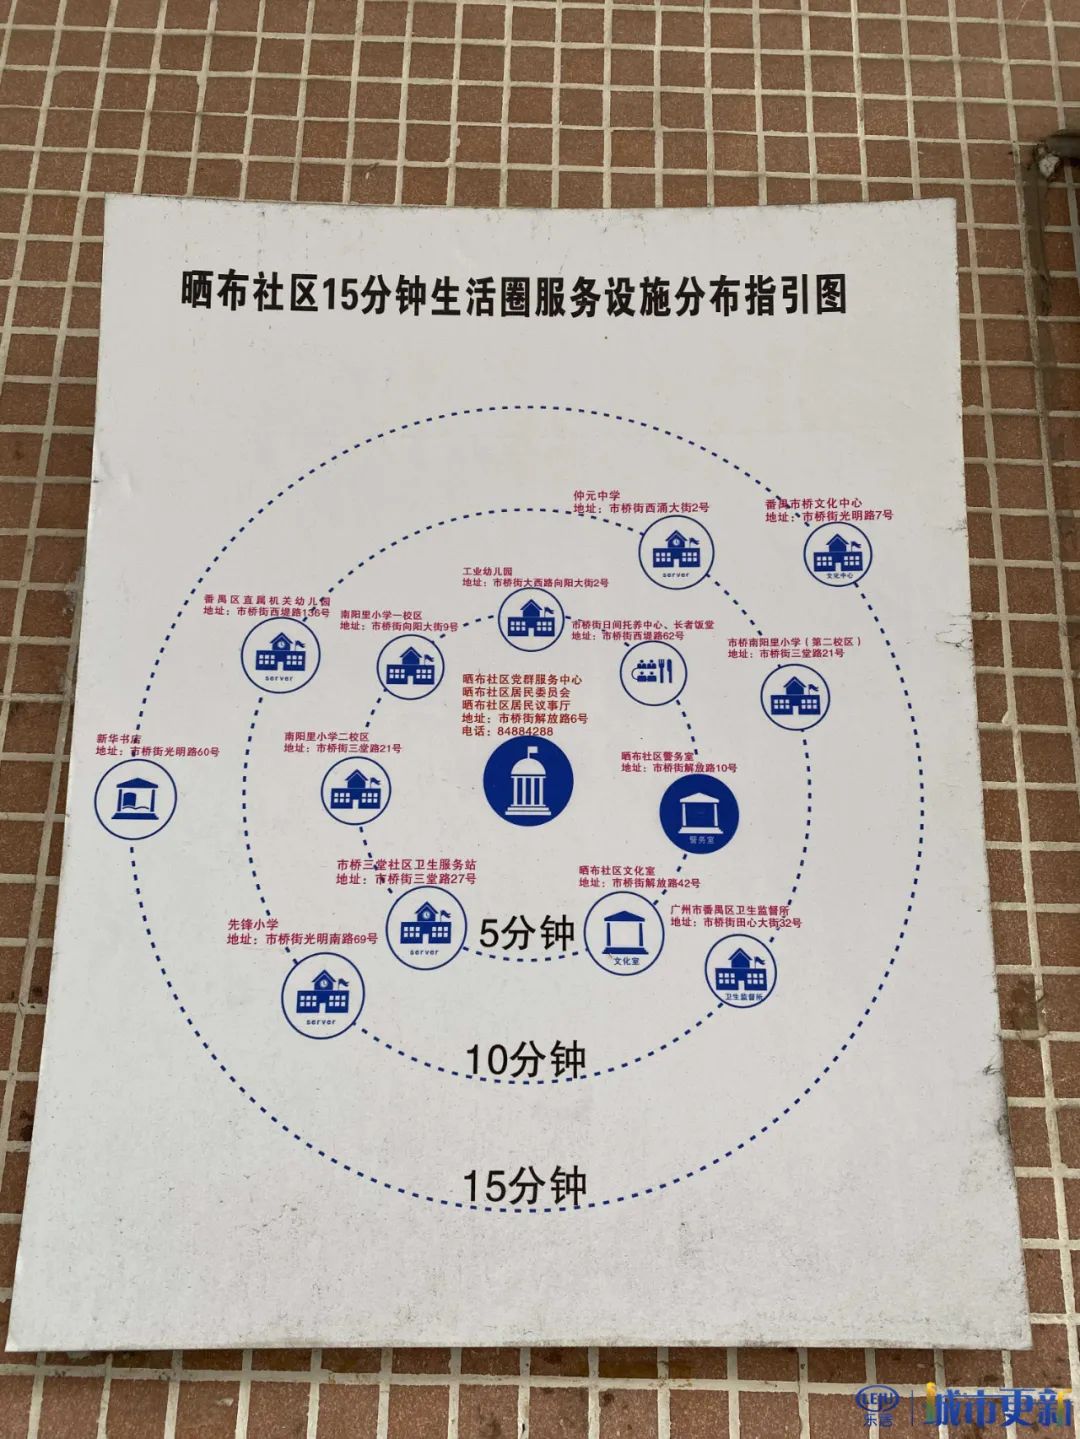 晒布社区15分钟生活圈服务设施分布指引图
仲元中学
地址：市桥街西涌大街2号
server
番禺市桥文化中心
地址：市桥街光明路7号
文化中心
工业幼儿园
地址：市桥街大西路向阳大街2号
番禺区直属机关幼儿园
地址：市桥街西堤路136号
server
南阳里小学一校区
地址：市桥街向阳大街9号
市桥街日间托养中心、长者饭堂
地址：市桥街西堤路62号
市桥南阳里小学（第二校区）
地址：市桥街三堂路21号
晒布社区党群服务中心
晒布社区居民委员会
晒布社区居民议事厅
地址：市桥街解放路6号
电话：84884288
新华书店
地址：市桥街光明路60号
南阳里小学二校区
地址：市桥街三堂路21号
晒布社区警务室
地址：市桥街解放路10号
警务室
市桥三堂社区卫生服务站
地址：市桥街三堂路27号
server
晒布社区文化室
地址：市桥街解放路42号
文化室
先锋小学
地址：市桥街光明南路69号
server
广州市番禺区卫生监督所
地址：市桥街田心大街32号
卫生监督所
5分钟
10分钟
15分钟
LEJU
乐居
城市更新